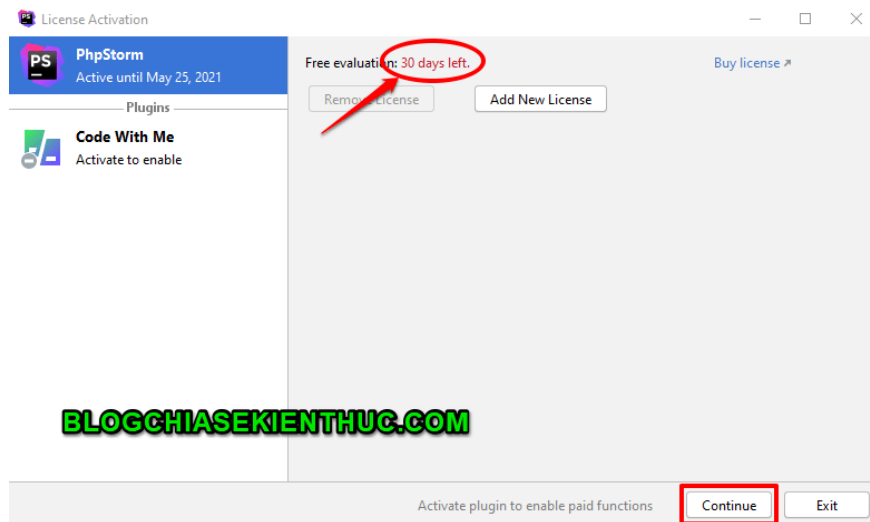 License Activation
PS
PhpStorm
Active until May 25, 2021
Plugins
Code With Me
Activate to enable
Free evaluation: 30 days left.
Buy license
Remove License
Add New License
BLOGCHIASEKIENTHUC.COM
Activate plugin to enable paid functions
Continue
Exit